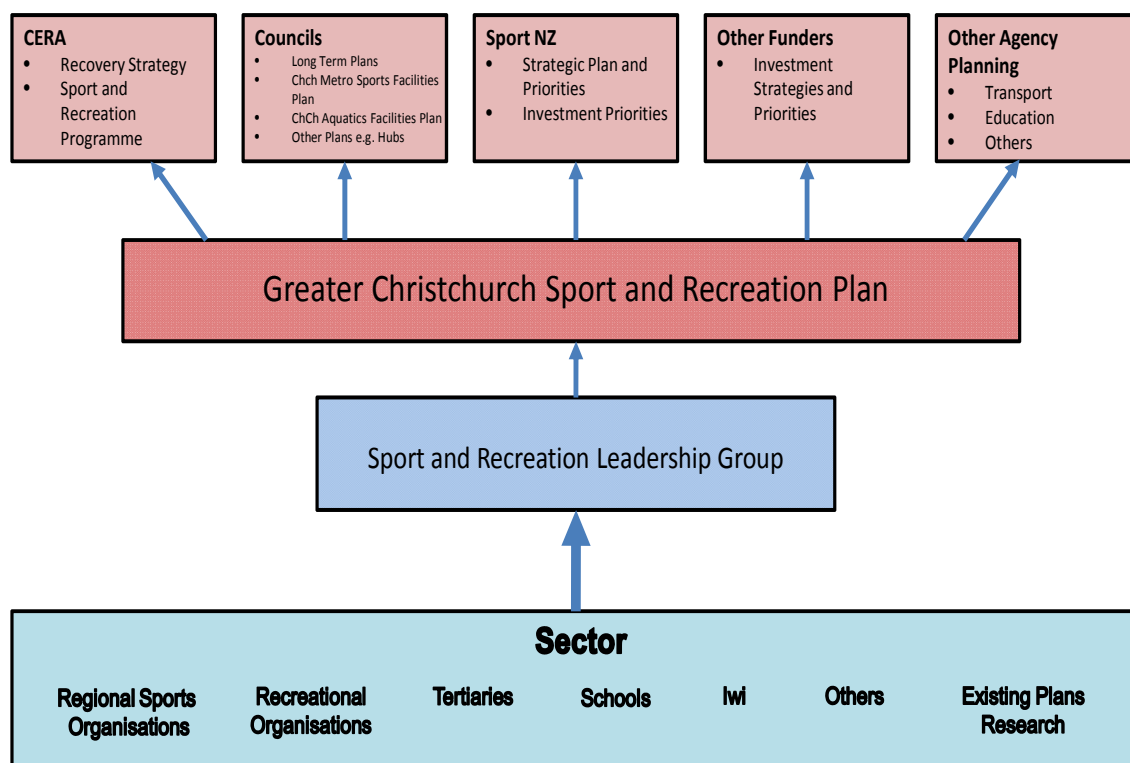 CERA
• Recovery Strategy
• Sport and
Recreation
Programme
Councils
• Long Term Plans
• Chch Metro Sports Facilities
Plan
• ChCh Aquatics Facilities Plan
• Other Plans e.g. Hubs
Sport NZ
• Strategic Plan and
Priorities
• Investment Priorities
Other Funders
• Investment
Strategies and
Priorities
Other Agency
Planning
• Transport
• Education
• Others
Greater Christchurch Sport and Recreation Plan
Sport and Recreation Leadership Group
Sector
Regional Sports
Organisations
Recreational
Organisations
Tertiaries
Schools
Iwi
Others
Existing Plans
Research